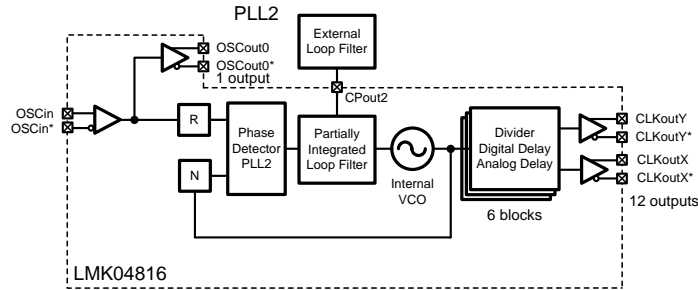 PLL2
OSCout0
OSCout0*
1 output
External
Loop Filter
CPout2
OSCin
OSCin*
R
N
Phase
Detector
PLL2
Partially
Integrated
Loop Filter
Internal
VCO
Divider
Digital Delay
Analog Delay
6 blocks
CLKoutY
CLKoutY*
CLKoutX
CLKoutX*
12 outputs
LMK04816